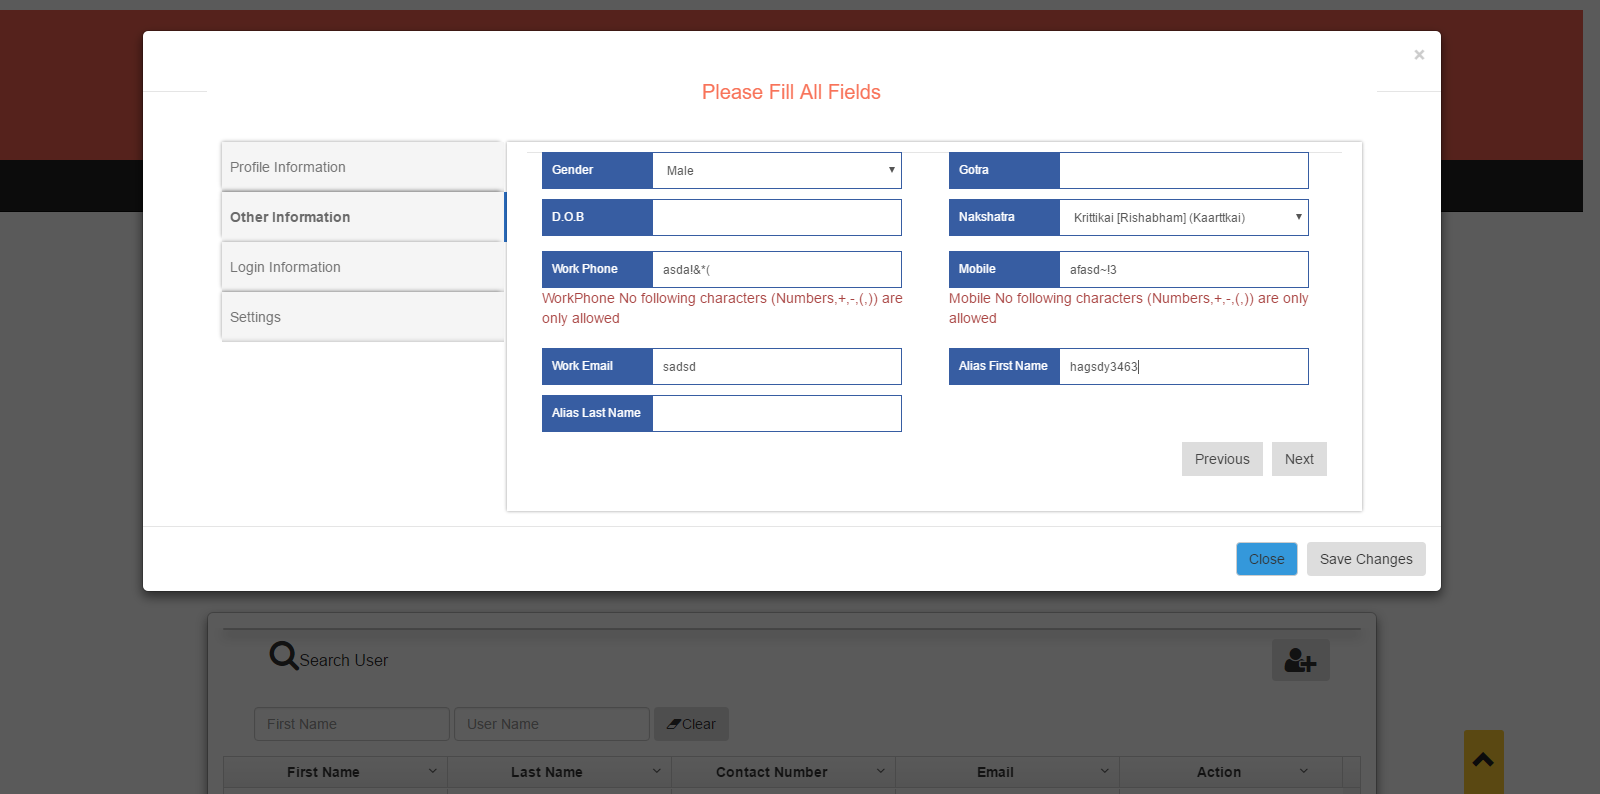 ×
Please Fill All Fields
Profile Information
Other Information
Login Information
Settings
Gender Male
Gotra
D.O.B
Nakshatra Krittikai [Rishabham] (Kaarttkai)
Work Phone asda!&*(
Mobile afasd~!3
WorkPhone No following characters (Numbers,+,-,(,)) are
only allowed
Mobile No following characters (Numbers,+,-,(,)) are only
allowed
Work Email sadsd
Alias First Name hagsdy3463
Alias Last Name
Previous Next
Close Save Changes
Search User
First Name User Name Clear
First Name Last Name Contact Number Email Action